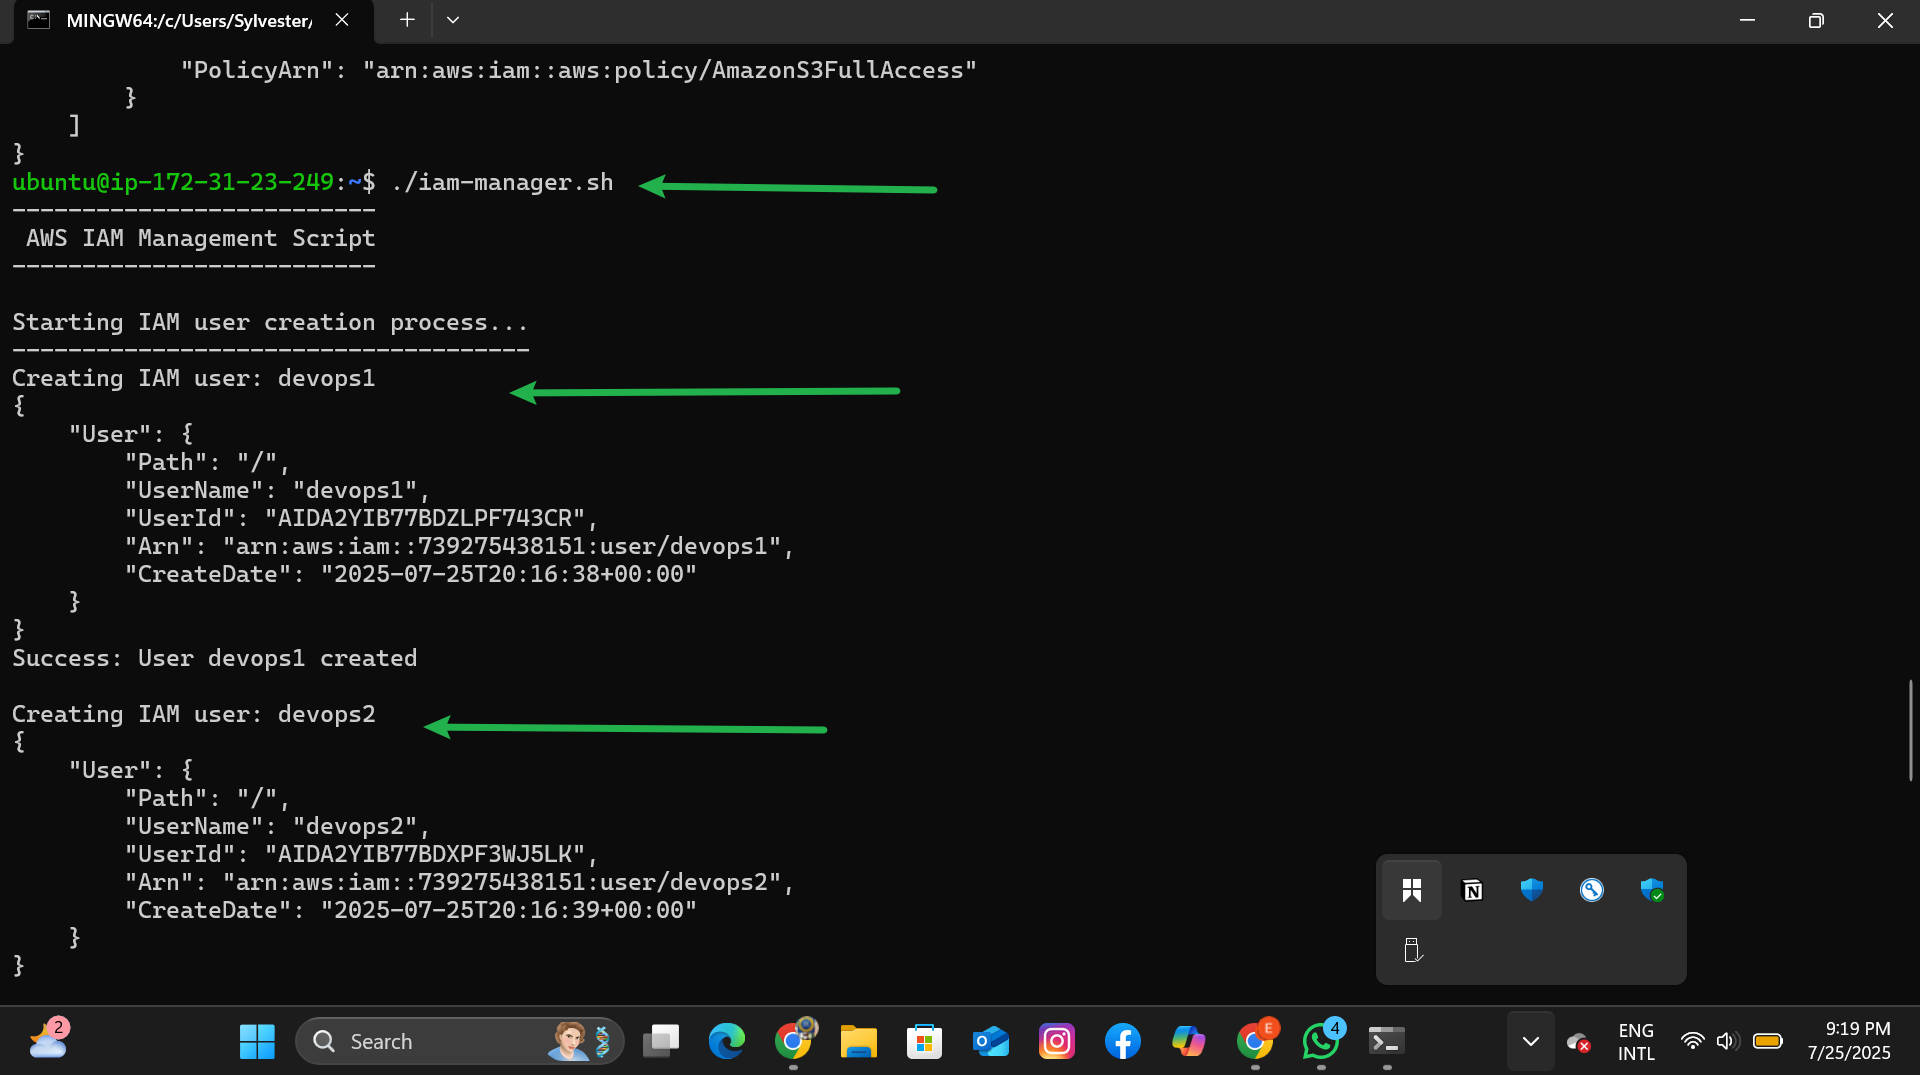 MINGW64:/c/Users/Sylvester/
            "PolicyArn": "arn:aws:iam::aws:policy/AmazonS3FullAccess"
        }
    ]
}
ubuntu@ip-172-31-23-249:~$ ./iam-manager.sh
--------------------------
 AWS IAM Management Script
--------------------------
Starting IAM user creation process...
-------------------------------------
Creating IAM user: devops1
{
    "User": {
        "Path": "/",
        "UserName": "devops1",
        "UserId": "AIDA2YIB77BDZLPF743CR",
        "Arn": "arn:aws:iam::739275438151:user/devops1",
        "CreateDate": "2025-07-25T20:16:38+00:00"
    }
}
Success: User devops1 created
Creating IAM user: devops2
{
    "User": {
        "Path": "/",
        "UserName": "devops2",
        "UserId": "AIDA2YIB77BDXPF3WJ5LK",
        "Arn": "arn:aws:iam::739275438151:user/devops2",
        "CreateDate": "2025-07-25T20:16:39+00:00"
    }
}
2
Search
E
4
ENG
INTL
9:19 PM
7/25/2025